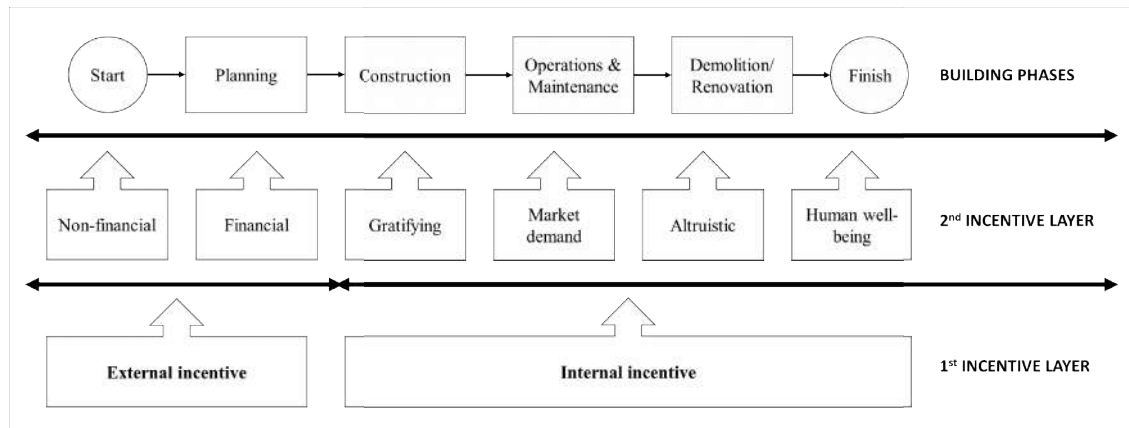 Start
Planning
Construction
Operations &
Maintenance
Demolition/
Renovation
Finish
BUILDING PHASES
Non-financial
Financial
Gratifying
Market
demand
Altruistic
Human well-
being
2nd INCENTIVE LAYER
External incentive
Internal incentive
1st INCENTIVE LAYER